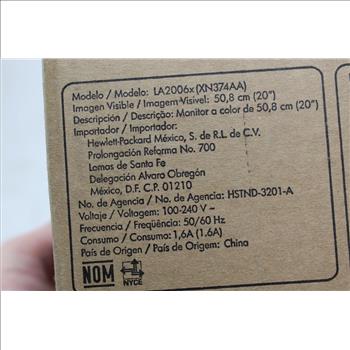 Modelo / Modelo: LA2006x (XN374AA)
Imagen Visible / Imagem Visível: 50,8 cm (20")
Descripción / Descrição: Monitor a color de 50,8 cm (20")
Importador / Importador:
Hewlett-Packard México, S. de R.L. de C.V.
Prolongación Reforma No. 700
Lomas de Santa Fe
Delegación Alvaro Obregón
México, D.F. C.P. 01210
No. de Agencia / No. de Agencia: HSTND-3201-A
Voltaje / Voltagem: 100-240 V ~
Frecuencia / Freqüência: 50/60 Hz
Consumo / Consumo: 1,6A (1.6A)
País de Origen / País de Origem: China
NOM NYCE